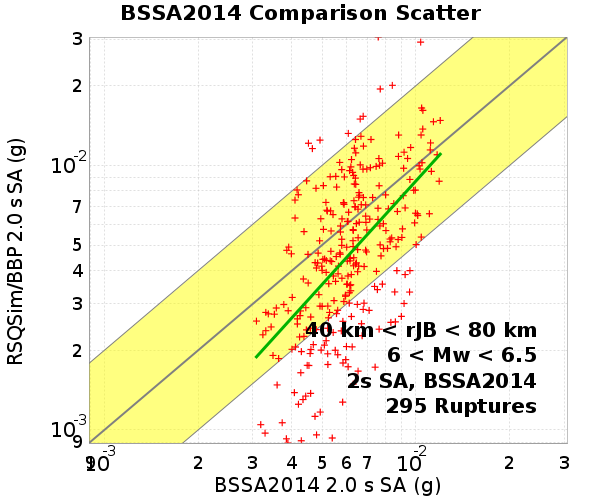 BSSA2014 Comparison Scatter
RSQSim/BBP 2.0 s SA (g)
3
2
10-2
7
5
4
3
2
10-3
9
40 km < rJB < 80 km
6 < Mw < 6.5
2s SA, BSSA2014
295 Ruptures
9 10-3 2 3 4 5 6 7 10-2 2 3
BSSA2014 2.0 s SA (g)